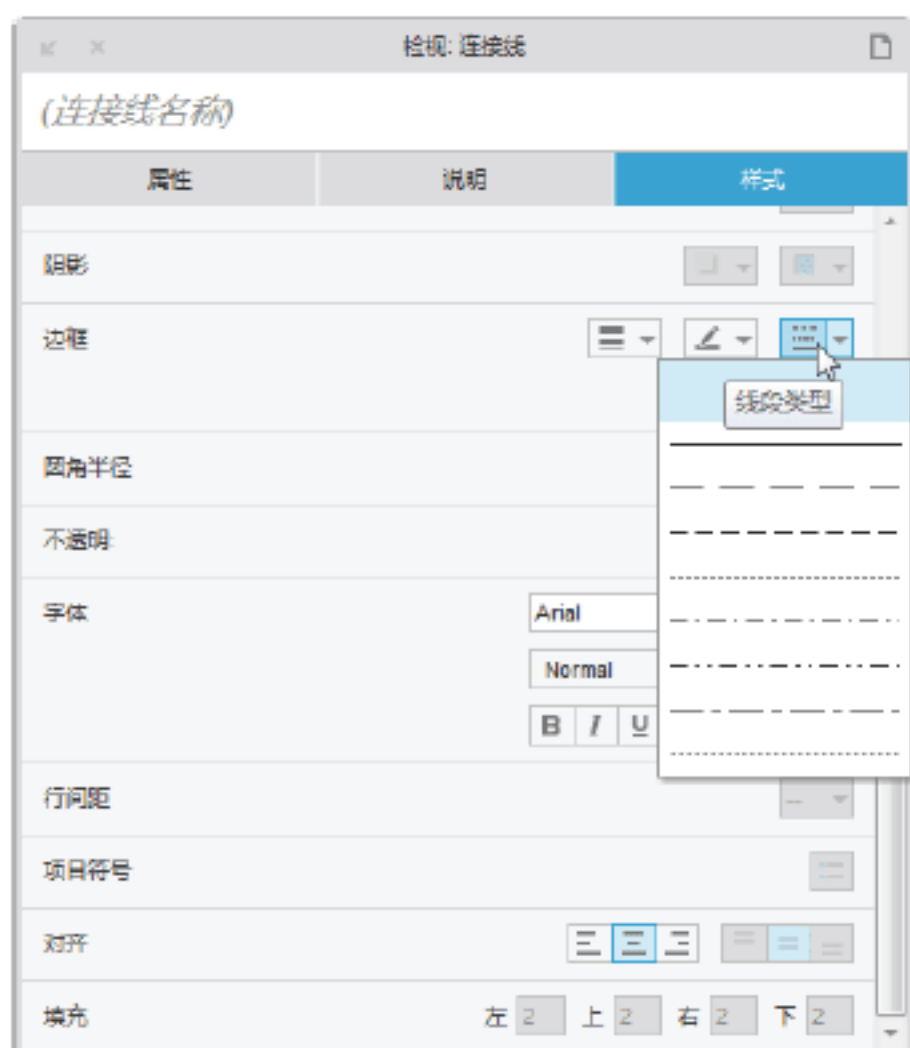 检视: 连接线
(连接线名称)
属性 说明 样式
阴影
边框
线段类型
圆角半径
不透明:
字体 Arial
Normal
B I U
行间距
项目符号
对齐
填充 左 2 上 2 右 2 下 2